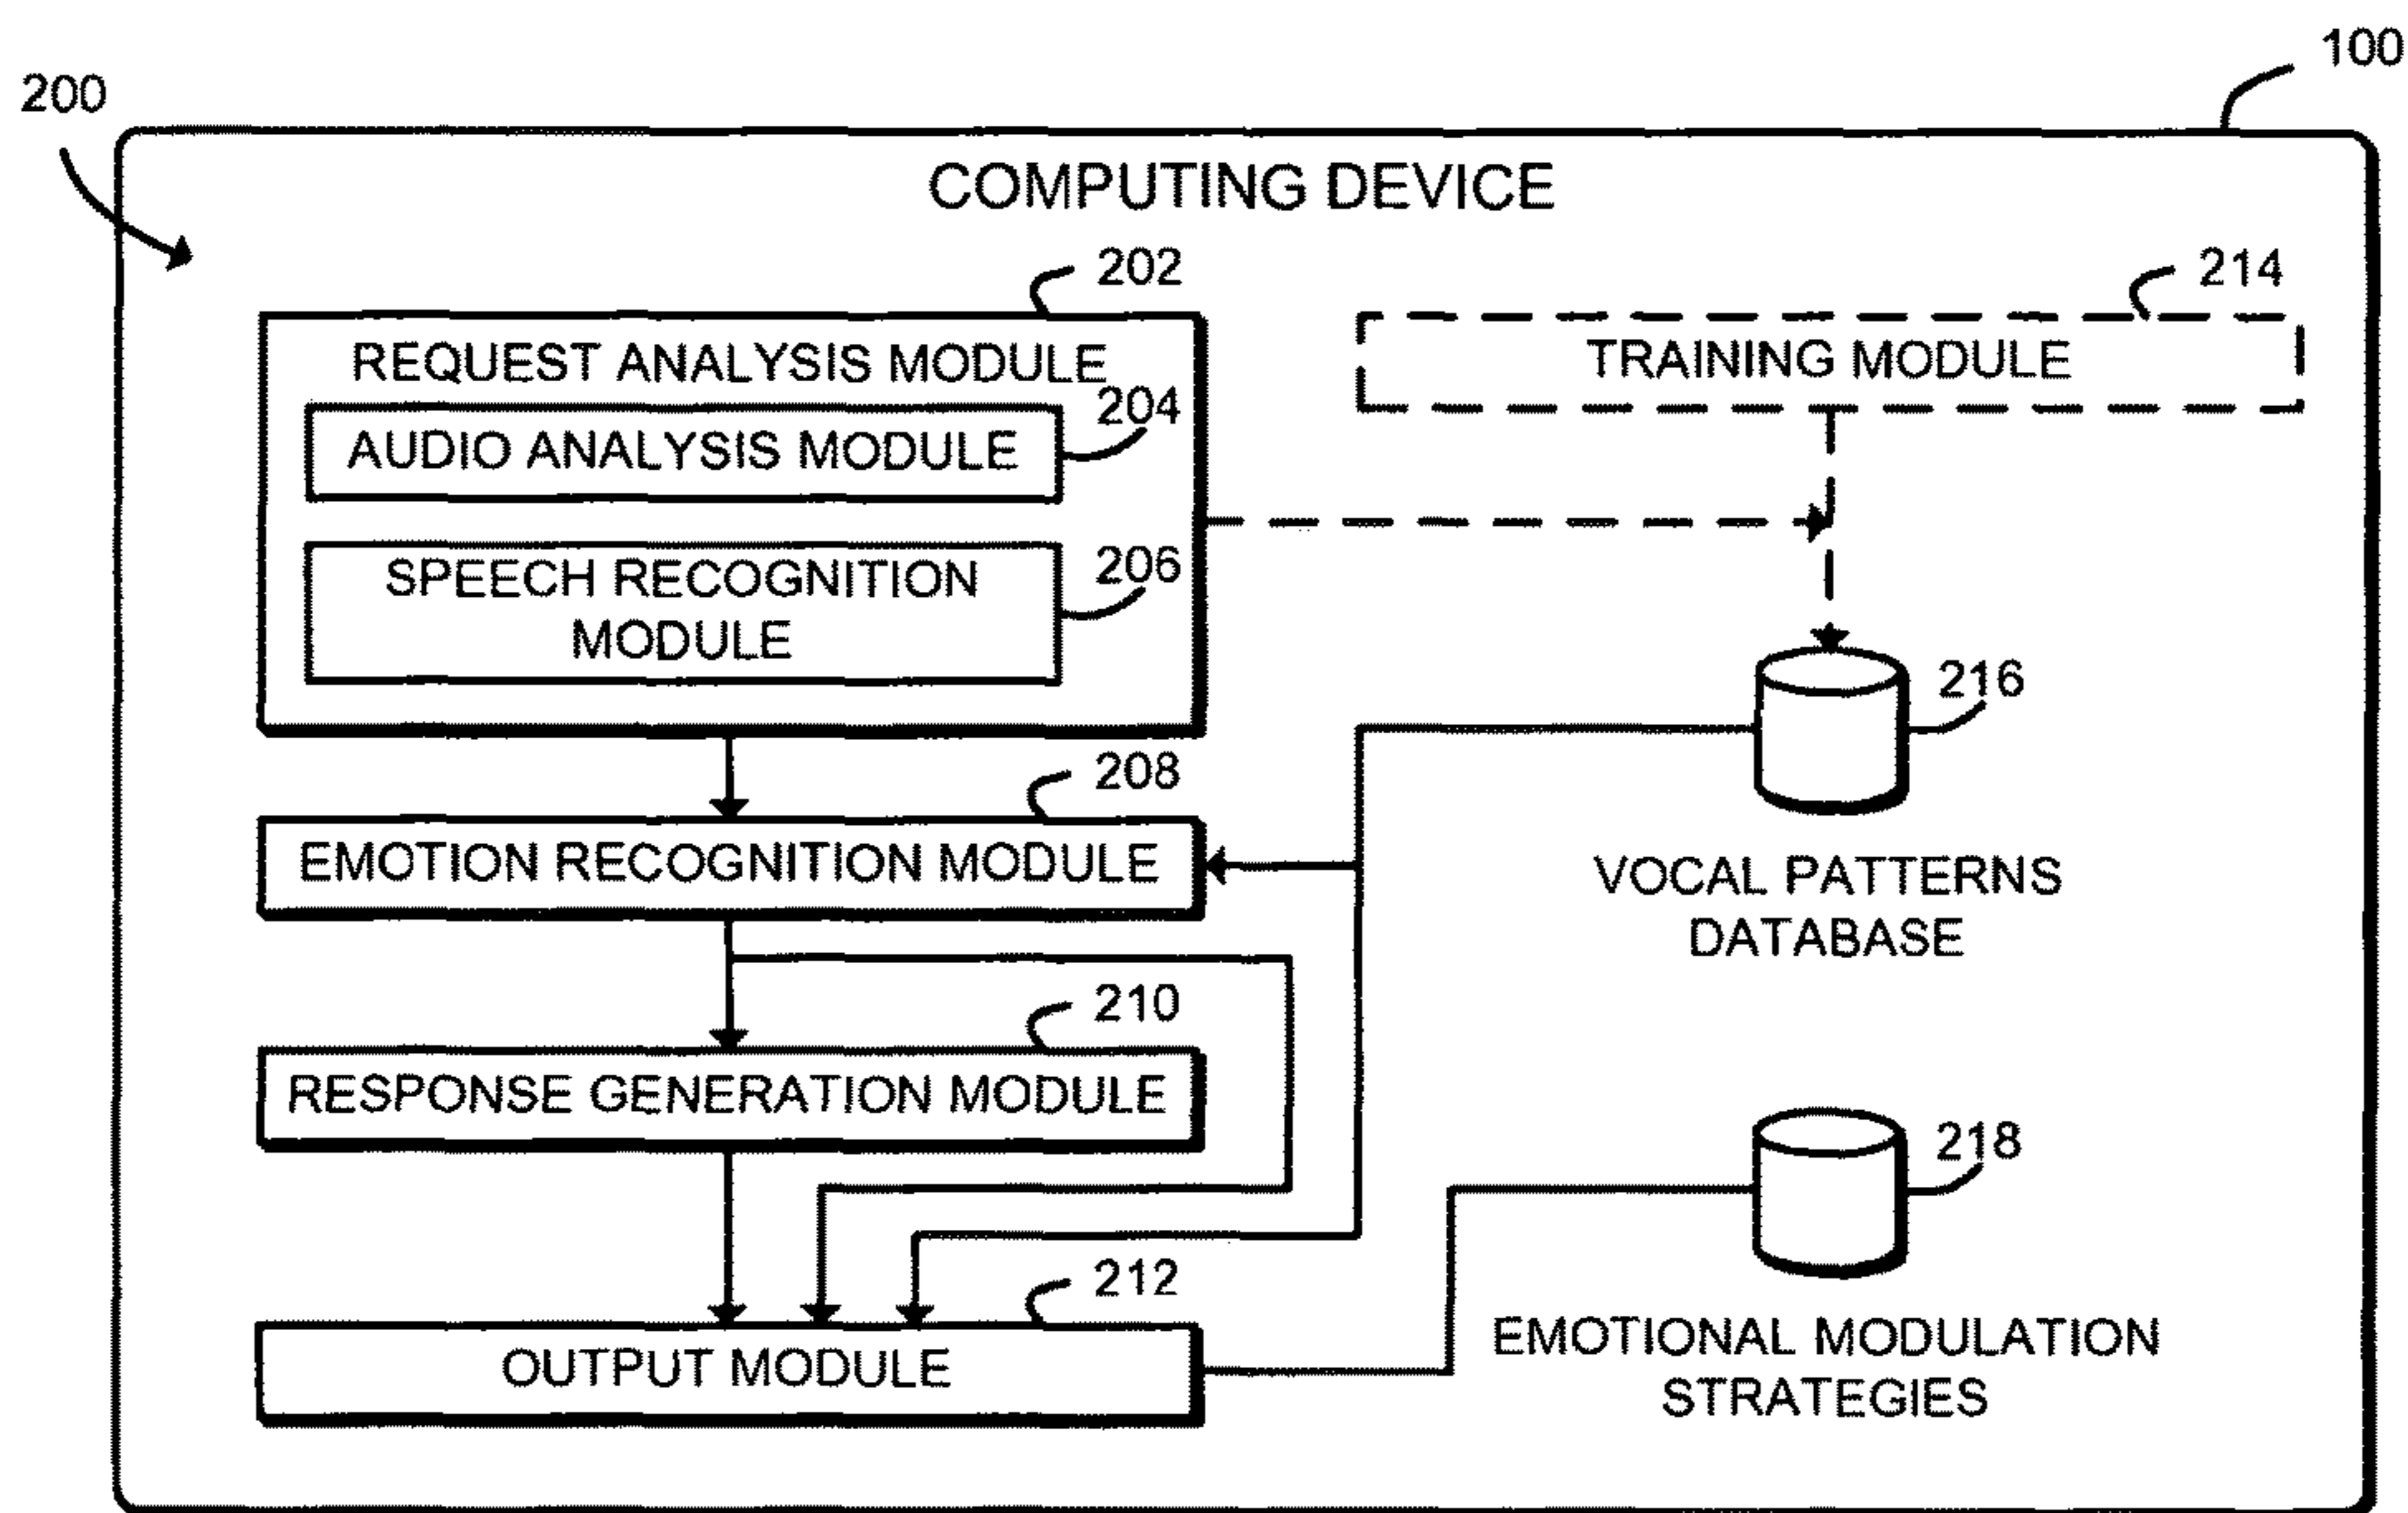 100
200
COMPUTING DEVICE
202
214
REQUEST ANALYSIS MODULE
TRAINING MODULE
204
AUDIO ANALYSIS MODULE
206
SPEECH RECOGNITION
MODULE
216
208
EMOTION RECOGNITION MODULE
VOCAL PATTERNS
DATABASE
210
RESPONSE GENERATION MODULE
218
212
OUTPUT MODULE
EMOTIONAL MODULATION
STRATEGIES